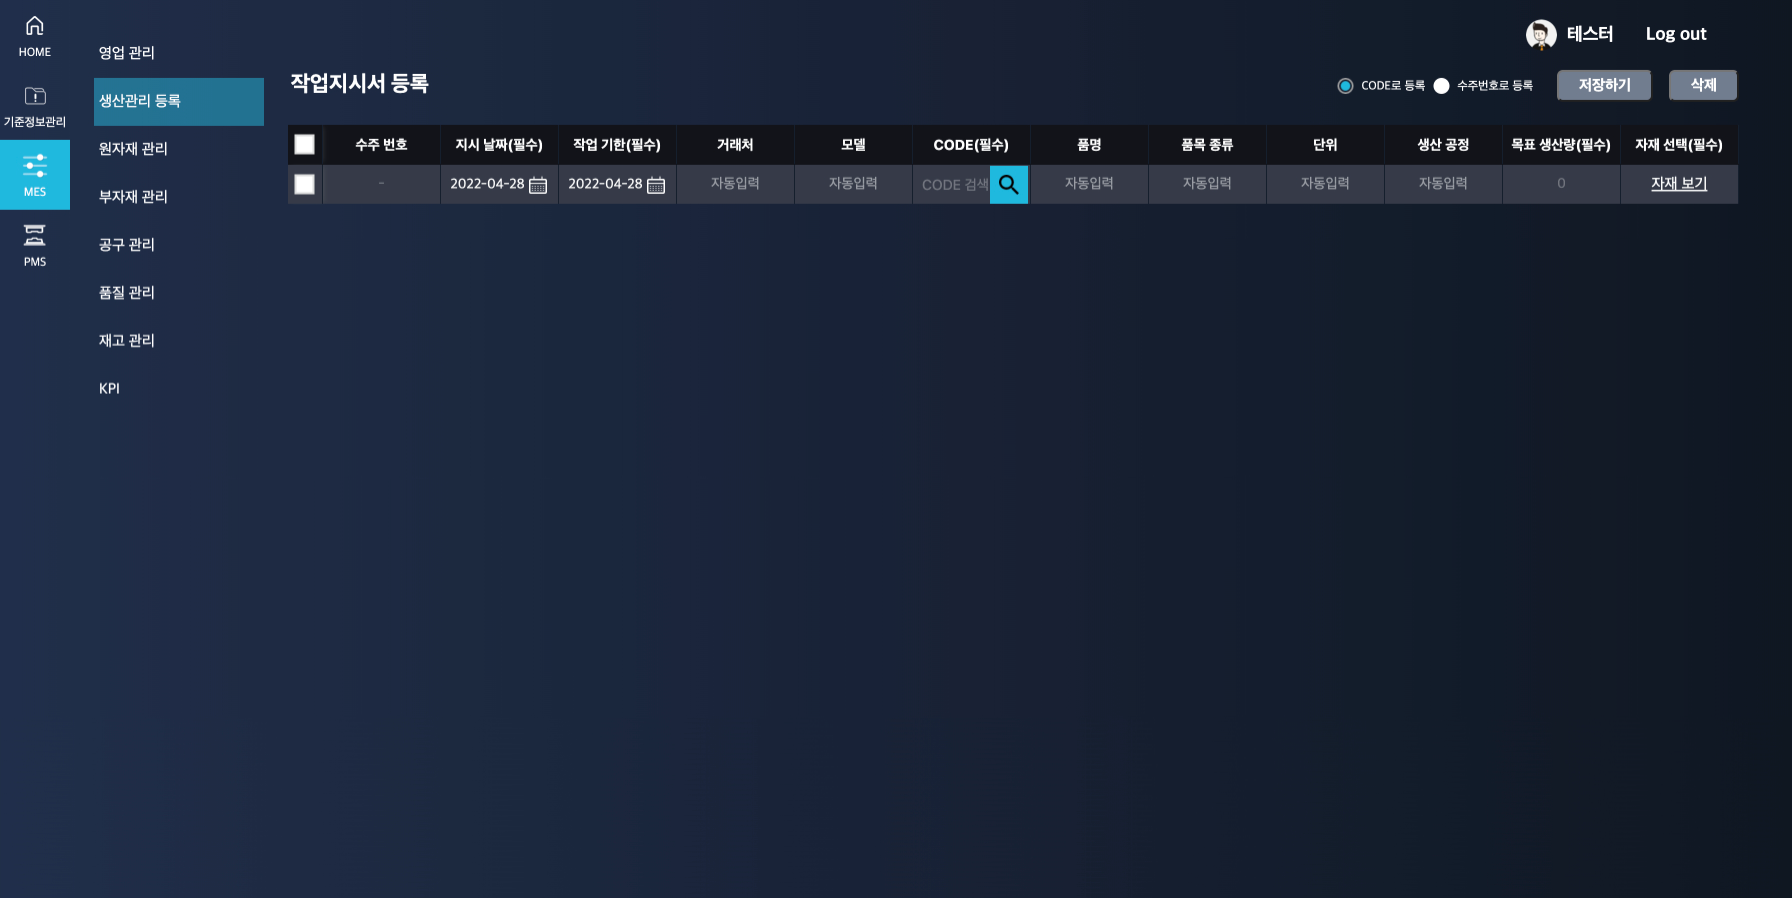 HOME
기준정보관리
MES
PMS
영업 관리
생산관리 등록
원자재 관리
부자재 관리
공구 관리
품질 관리
재고 관리
KPI
테스터 Log out
작업지시서 등록
CODE로 등록 수주번호로 등록 저장하기 삭제
수주 번호 지시 날짜(필수) 작업 기한(필수) 거래처 모델 CODE(필수) 품명 품목 종류 단위 생산 공정 목표 생산량(필수) 자재 선택(필수)
- 2022-04-28 2022-04-28 자동입력 자동입력 CODE 검색 자동입력 자동입력 자동입력 자동입력 0 자재 보기